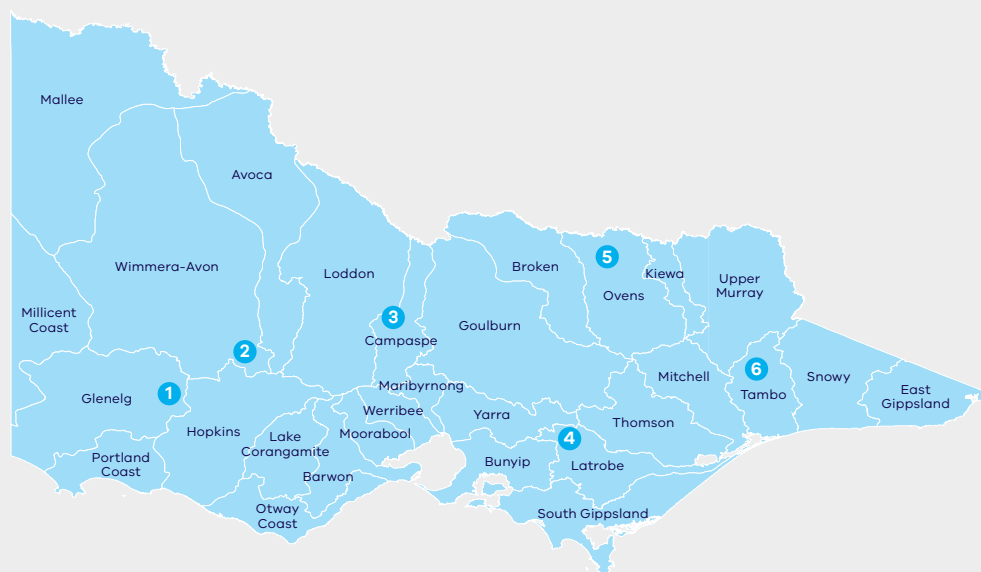 Mallee
Avoca
Wimmera-Avon
Loddon
Broken
5
Kiewa
Ovens
Upper
Murray
Millicent
Coast
3
Goulburn
Campaspe
2
1
Glenelg
Maribyrnong
Mitchell
6
Tambo
Snowy
East
Gippsland
Hopkins
Werribee
Yarra
Thomson
Lake
Corangamite
Moorabool
4
Portland
Coast
Barwon
Bunyip
Latrobe
Otway
Coast
South Gippsland